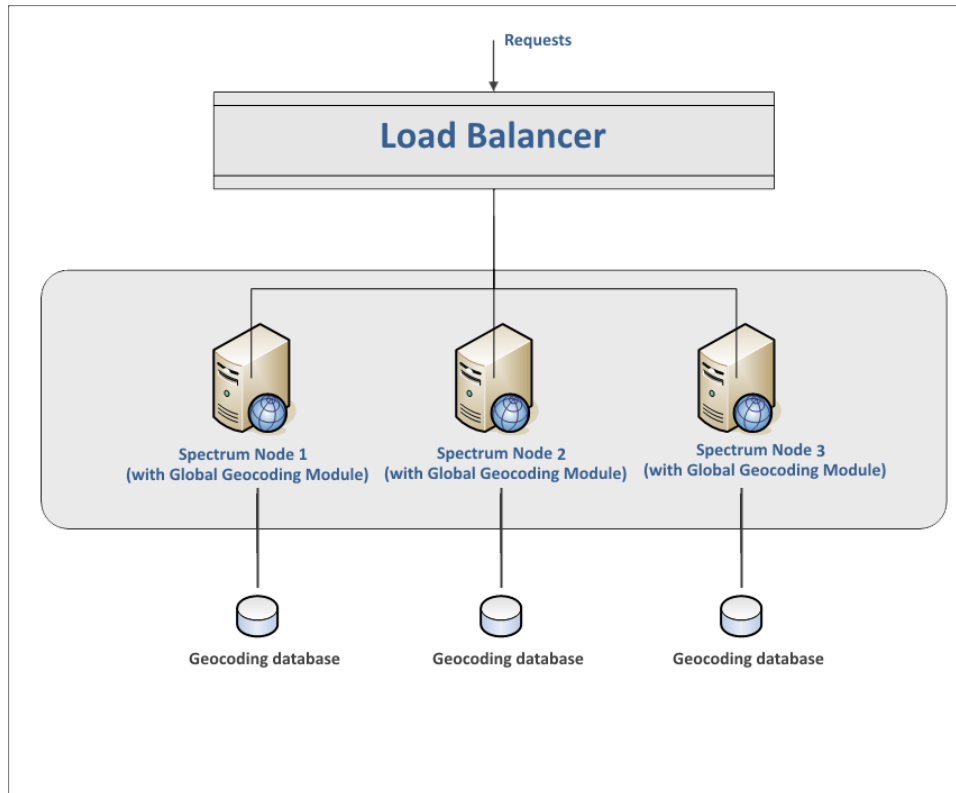 Requests
Load Balancer
Spectrum Node 1
(with Global Geocoding Module)
Spectrum Node 2
(with Global Geocoding Module)
Spectrum Node 3
(with Global Geocoding Module)
Geocoding database
Geocoding database
Geocoding database